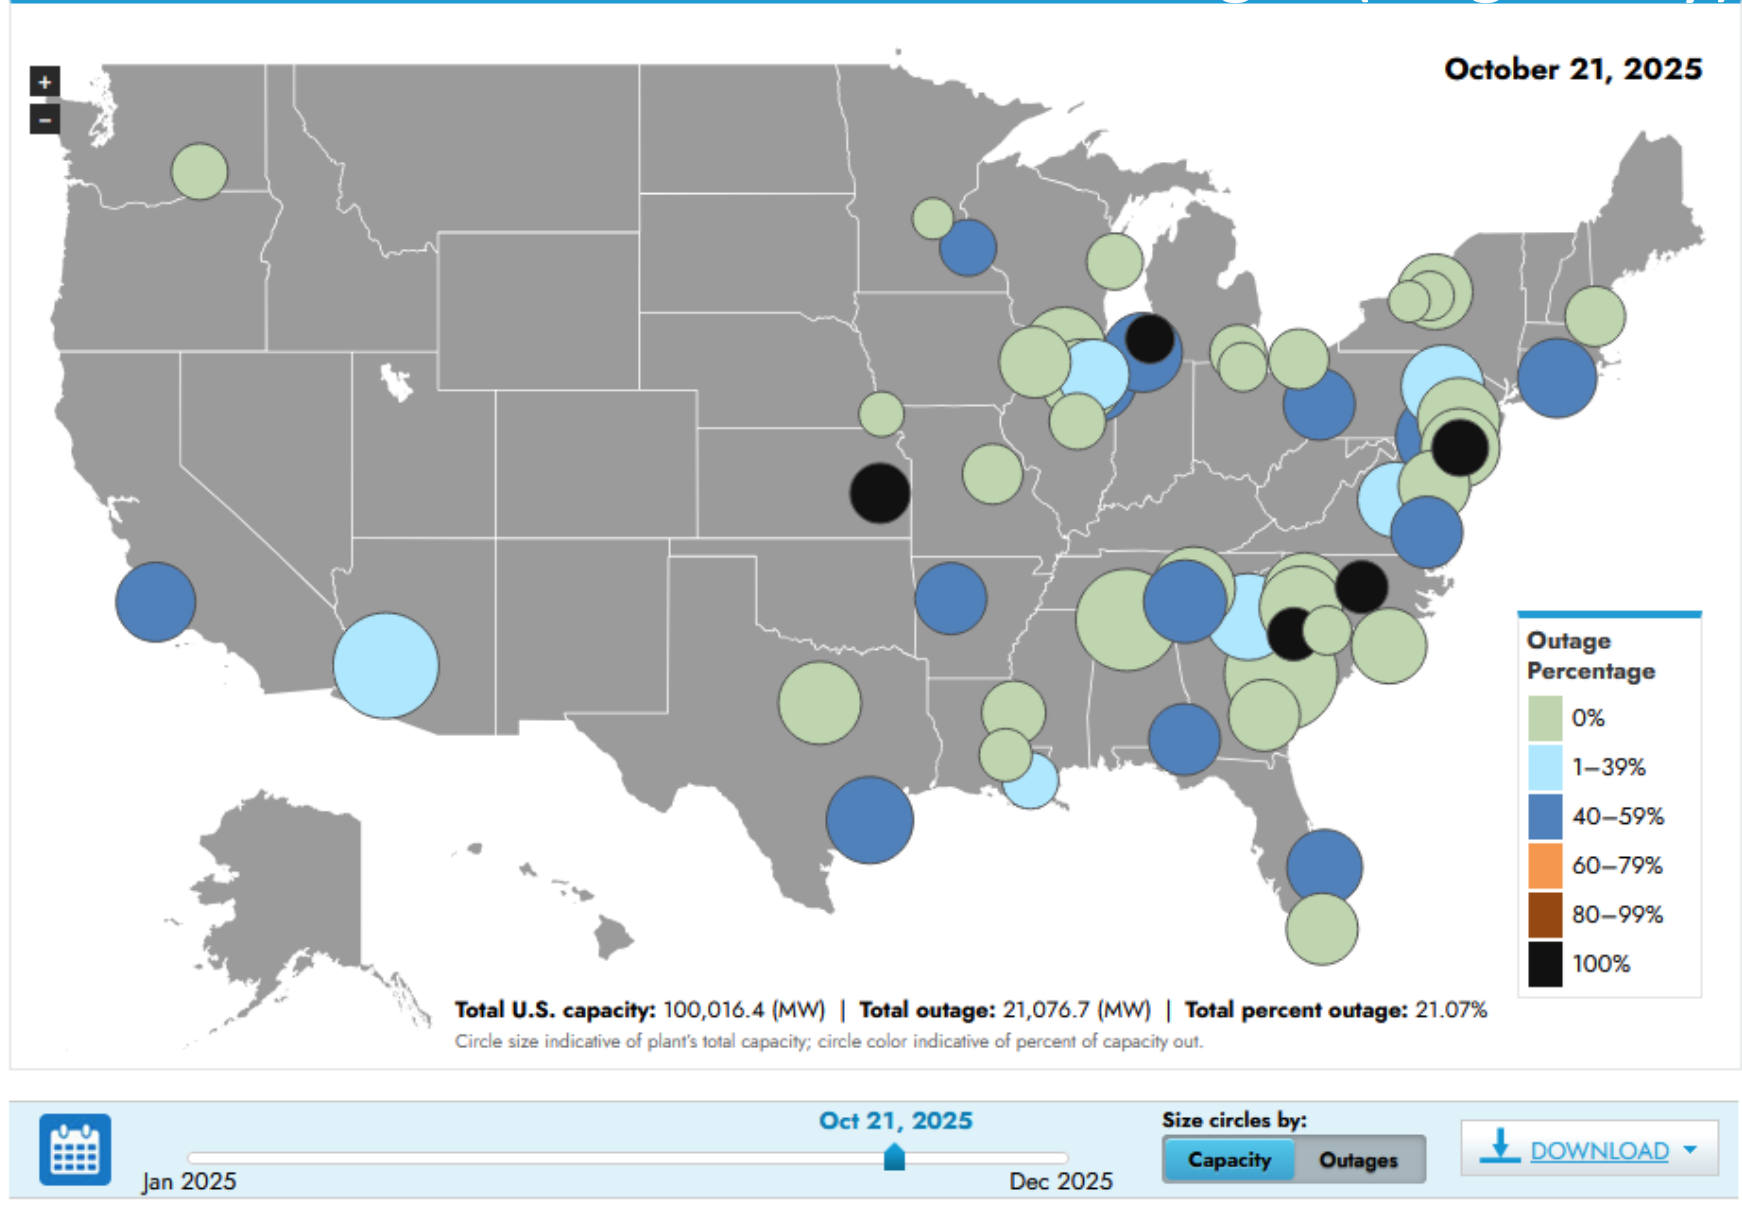 October 21, 2025
+
−
Outage
Percentage
0%
1–39%
40–59%
60–79%
80–99%
100%
Total U.S. capacity: 100,016.4 (MW) | Total outage: 21,076.7 (MW) | Total percent outage: 21.07%
Circle size indicative of plant's total capacity; circle color indicative of percent of capacity out.
Oct 21, 2025
Jan 2025
Dec 2025
Size circles by:
Capacity
Outages
DOWNLOAD